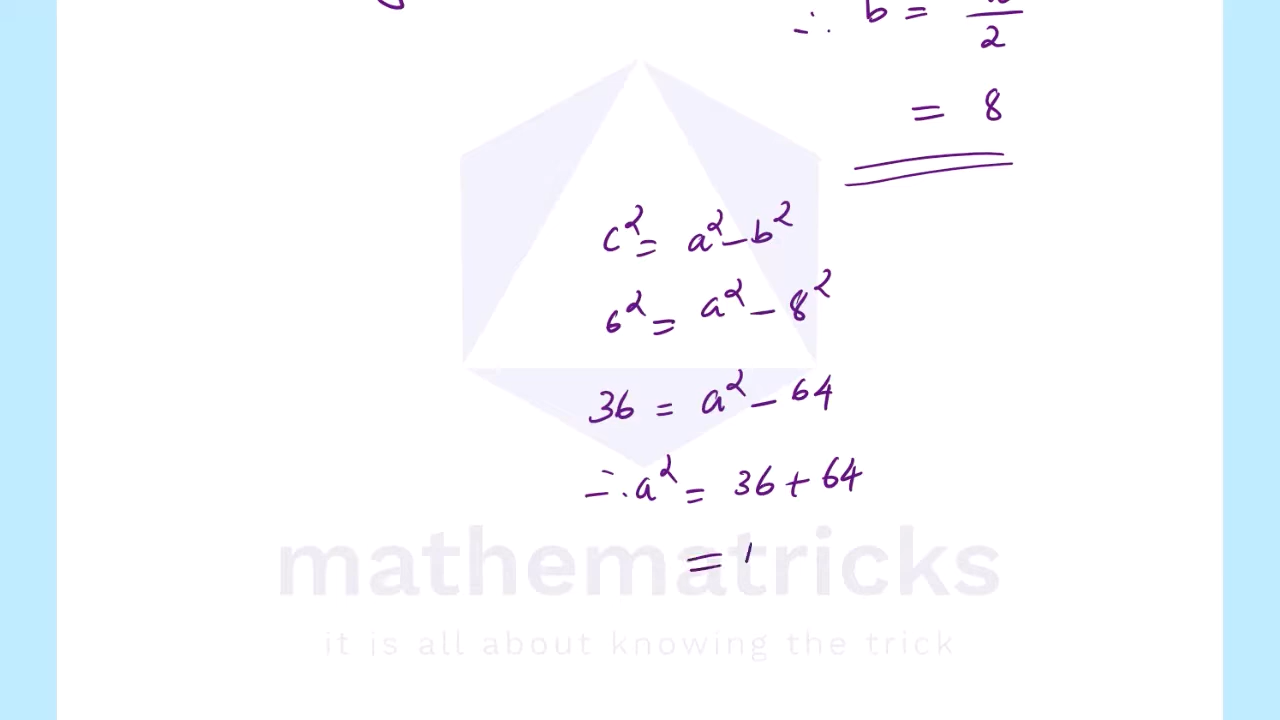 ∴ b =
2
= 8
c² = a² - b²
6² = a² - 8²
36 = a² - 64
∴ a² = 36 + 64
= 1
mathematricks
it is all about knowing the trick